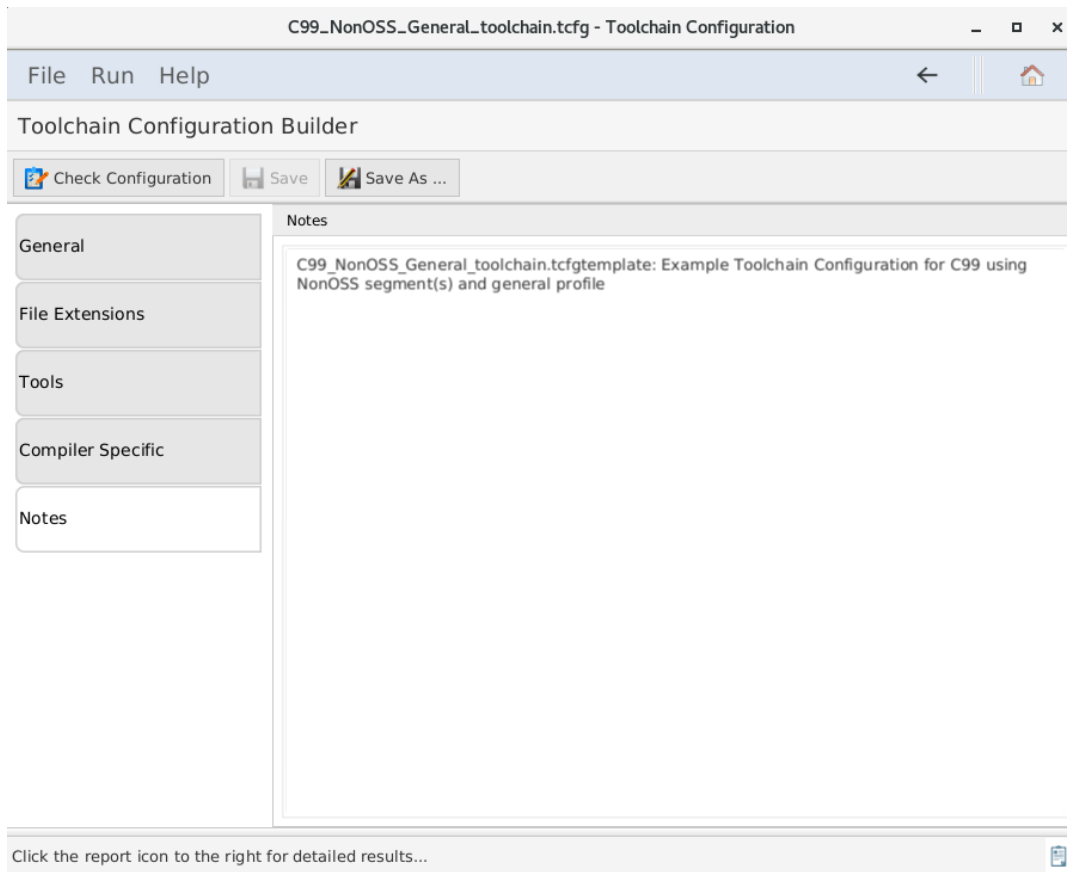 C99_NonOSS_General_toolchain.tcfg - Toolchain Configuration
File Run Help
Toolchain Configuration Builder
Check Configuration Save Save As ...
Notes
General
File Extensions
Tools
Compiler Specific
Notes
C99_NonOSS_General_toolchain.tcfgtemplate: Example Toolchain Configuration for C99 using
NonOSS segment(s) and general profile
Click the report icon to the right for detailed results...